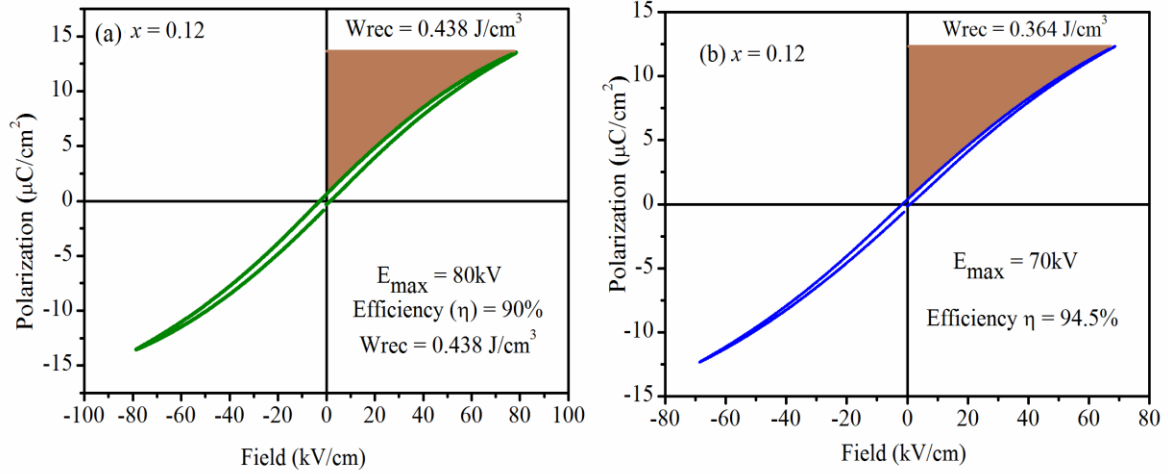 (a) x = 0.12
Wrec = 0.438 J/cm³
Polarization (μC/cm²)
15
10
5
0
-5
-10
-15
E_max = 80kV
Efficiency (η) = 90%
Wrec = 0.438 J/cm³
-100 -80 -60 -40 -20 0 20 40 60 80 100
Field (kV/cm)
(b) x = 0.12
Wrec = 0.364 J/cm³
Polarization (μC/cm²)
15
10
5
0
-5
-10
-15
E_max = 70kV
Efficiency η = 94.5%
-80 -60 -40 -20 0 20 40 60 80
Field (kV/cm)